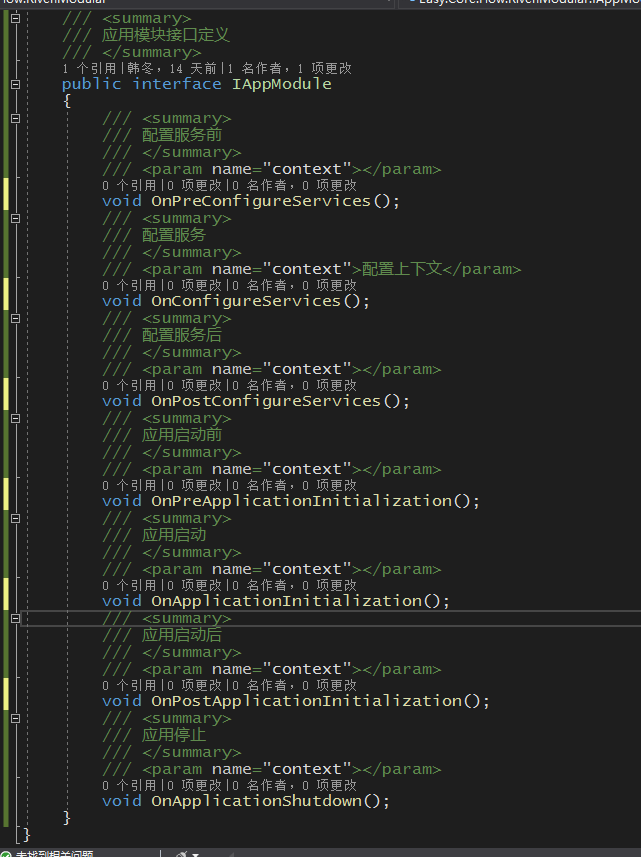 /// <summary>
/// 应用模块接口定义
/// </summary>
1 个引用|韩冬，14 天前|1 名作者，1 项更改
public interface IAppModule
{
/// <summary>
/// 配置服务前
/// </summary>
/// <param name="context"></param>
0 个引用|0 项更改|0 名作者，0 项更改
void OnPreConfigureServices();
/// <summary>
/// 配置服务
/// </summary>
/// <param name="context">配置上下文</param>
0 个引用|0 项更改|0 名作者，0 项更改
void OnConfigureServices();
/// <summary>
/// 配置服务后
/// </summary>
/// <param name="context"></param>
0 个引用|0 项更改|0 名作者，0 项更改
void OnPostConfigureServices();
/// <summary>
/// 应用启动前
/// </summary>
/// <param name="context"></param>
0 个引用|0 项更改|0 名作者，0 项更改
void OnPreApplicationInitialization();
/// <summary>
/// 应用启动
/// </summary>
/// <param name="context"></param>
0 个引用|0 项更改|0 名作者，0 项更改
void OnApplicationInitialization();
/// <summary>
/// 应用启动后
/// </summary>
/// <param name="context"></param>
0 个引用|0 项更改|0 名作者，0 项更改
void OnPostApplicationInitialization();
/// <summary>
/// 应用停止
/// </summary>
/// <param name="context"></param>
0 个引用|0 项更改|0 名作者，0 项更改
void OnApplicationShutdown();
}
}
未找到相关问题